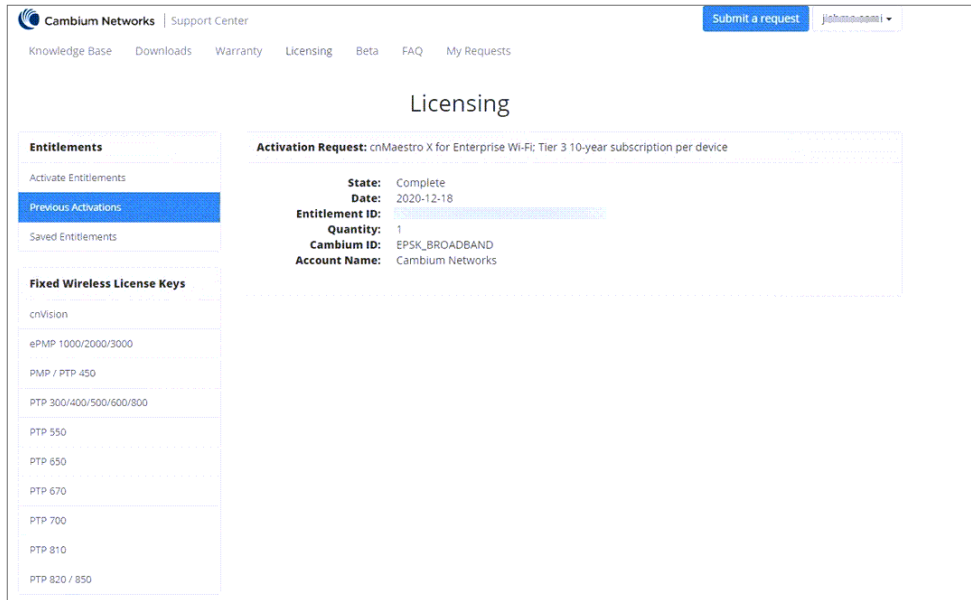 Cambium Networks | Support Center
Submit a request
Knowledge Base Downloads Warranty Licensing Beta FAQ My Requests
Licensing
Entitlements
Activate Entitlements
Previous Activations
Saved Entitlements
Fixed Wireless License Keys
cnVision
ePMP 1000/2000/3000
PMP / PTP 450
PTP 300/400/500/600/800
PTP 550
PTP 650
PTP 670
PTP 700
PTP 810
PTP 820 / 850
Activation Request: cnMaestro X for Enterprise Wi-Fi; Tier 3 10-year subscription per device
State: Complete
Date: 2020-12-18
Entitlement ID:
Quantity: 1
Cambium ID: EPSK_BROADBAND
Account Name: Cambium Networks